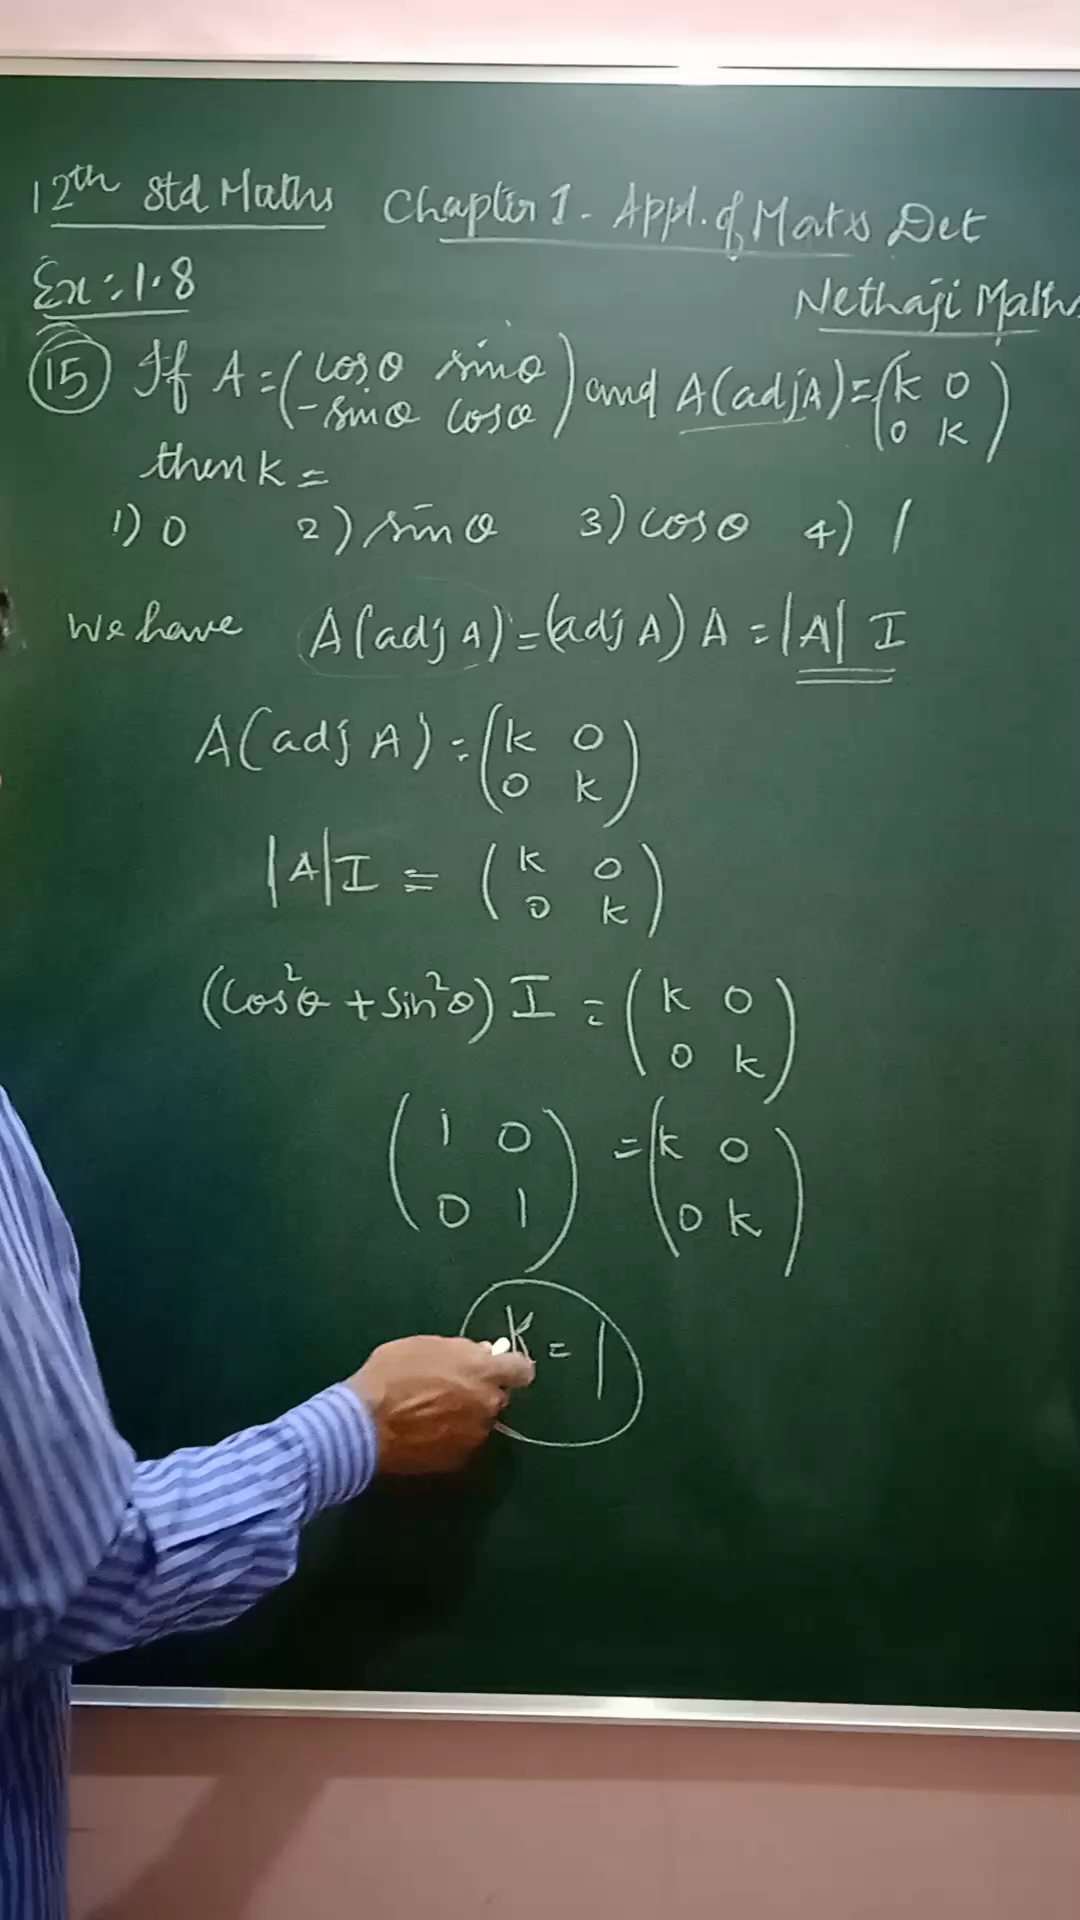 12th Std Maths Chapter 1 - Appl. of Matx Det
Ex: 1.8
Nethaji Maths
(15) If A = (cosθ sinθ
-sinθ cosθ) and A(adjA) = (k 0
0 k)
then k =
1) 0 2) sinθ 3) cosθ 4) 1
We have A(adj A) = (adj A) A = |A| I
A(adj A) = (k 0
0 k)
|A| I = (k 0
0 k)
(cos²θ + sin²θ) I = (k 0
0 k)
(1 0
0 1) = (k 0
0 k)
k = 1